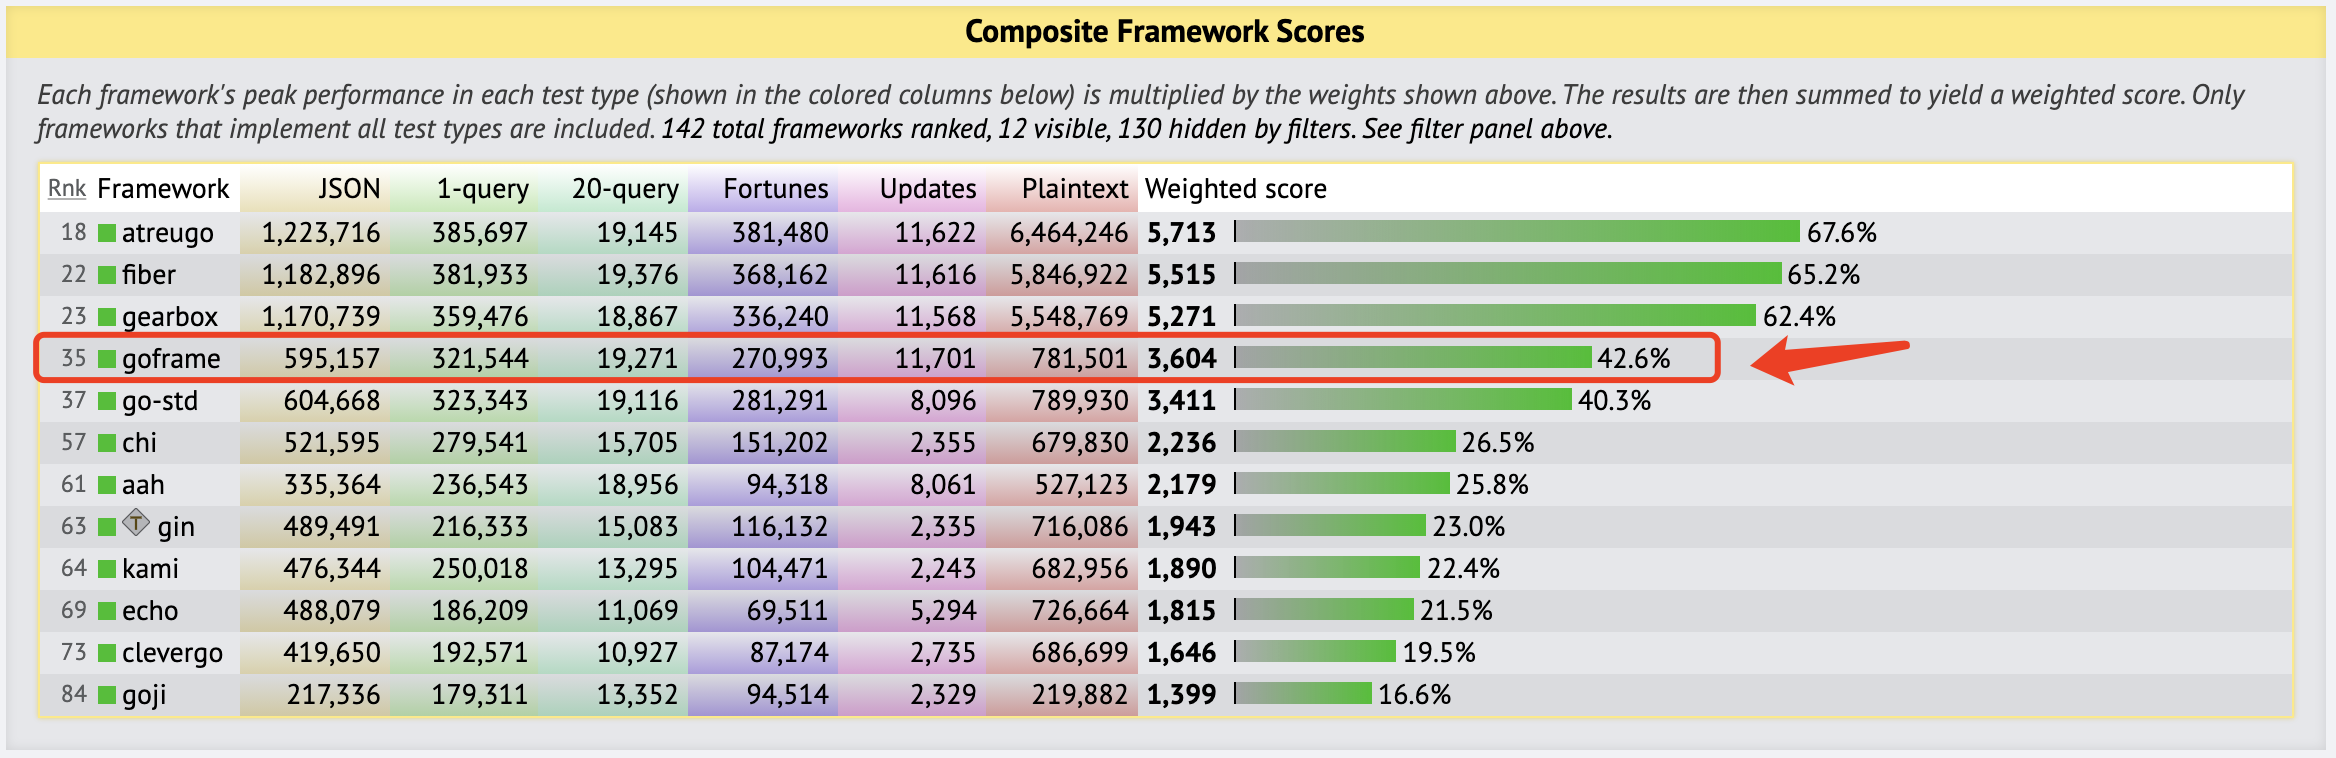 Composite Framework Scores
Each framework's peak performance in each test type (shown in the colored columns below) is multiplied by the weights shown above. The results are then summed to yield a weighted score. Only
frameworks that implement all test types are included. 142 total frameworks ranked, 12 visible, 130 hidden by filters. See filter panel above.
Rnk Framework JSON 1-query 20-query Fortunes Updates Plaintext Weighted score
18 atreugo 1,223,716 385,697 19,145 381,480 11,622 6,464,246 5,713 67.6%
22 fiber 1,182,896 381,933 19,376 368,162 11,616 5,846,922 5,515 65.2%
23 gearbox 1,170,739 359,476 18,867 336,240 11,568 5,548,769 5,271 62.4%
35 goframe 595,157 321,544 19,271 270,993 11,701 781,501 3,604 42.6%
37 go-std 604,668 323,343 19,116 281,291 8,096 789,930 3,411 40.3%
57 chi 521,595 279,541 15,705 151,202 2,355 679,830 2,236 26.5%
61 aah 335,364 236,543 18,956 94,318 8,061 527,123 2,179 25.8%
63 T gin 489,491 216,333 15,083 116,132 2,335 716,086 1,943 23.0%
64 kami 476,344 250,018 13,295 104,471 2,243 682,956 1,890 22.4%
69 echo 488,079 186,209 11,069 69,511 5,294 726,664 1,815 21.5%
73 clevergo 419,650 192,571 10,927 87,174 2,735 686,699 1,646 19.5%
84 goji 217,336 179,311 13,352 94,514 2,329 219,882 1,399 16.6%